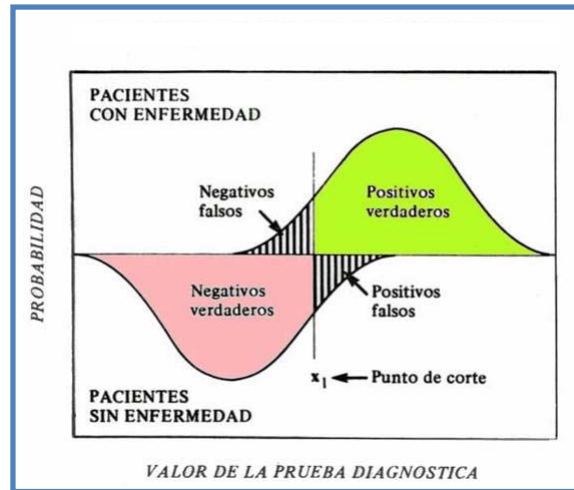 PACIENTES
CON ENFERMEDAD
Negativos
falsos
Positivos
verdaderos
PROBABILIDAD
Negativos
verdaderos
Positivos
falsos
x₁ Punto de corte
PACIENTES
SIN ENFERMEDAD
VALOR DE LA PRUEBA DIAGNOSTICA